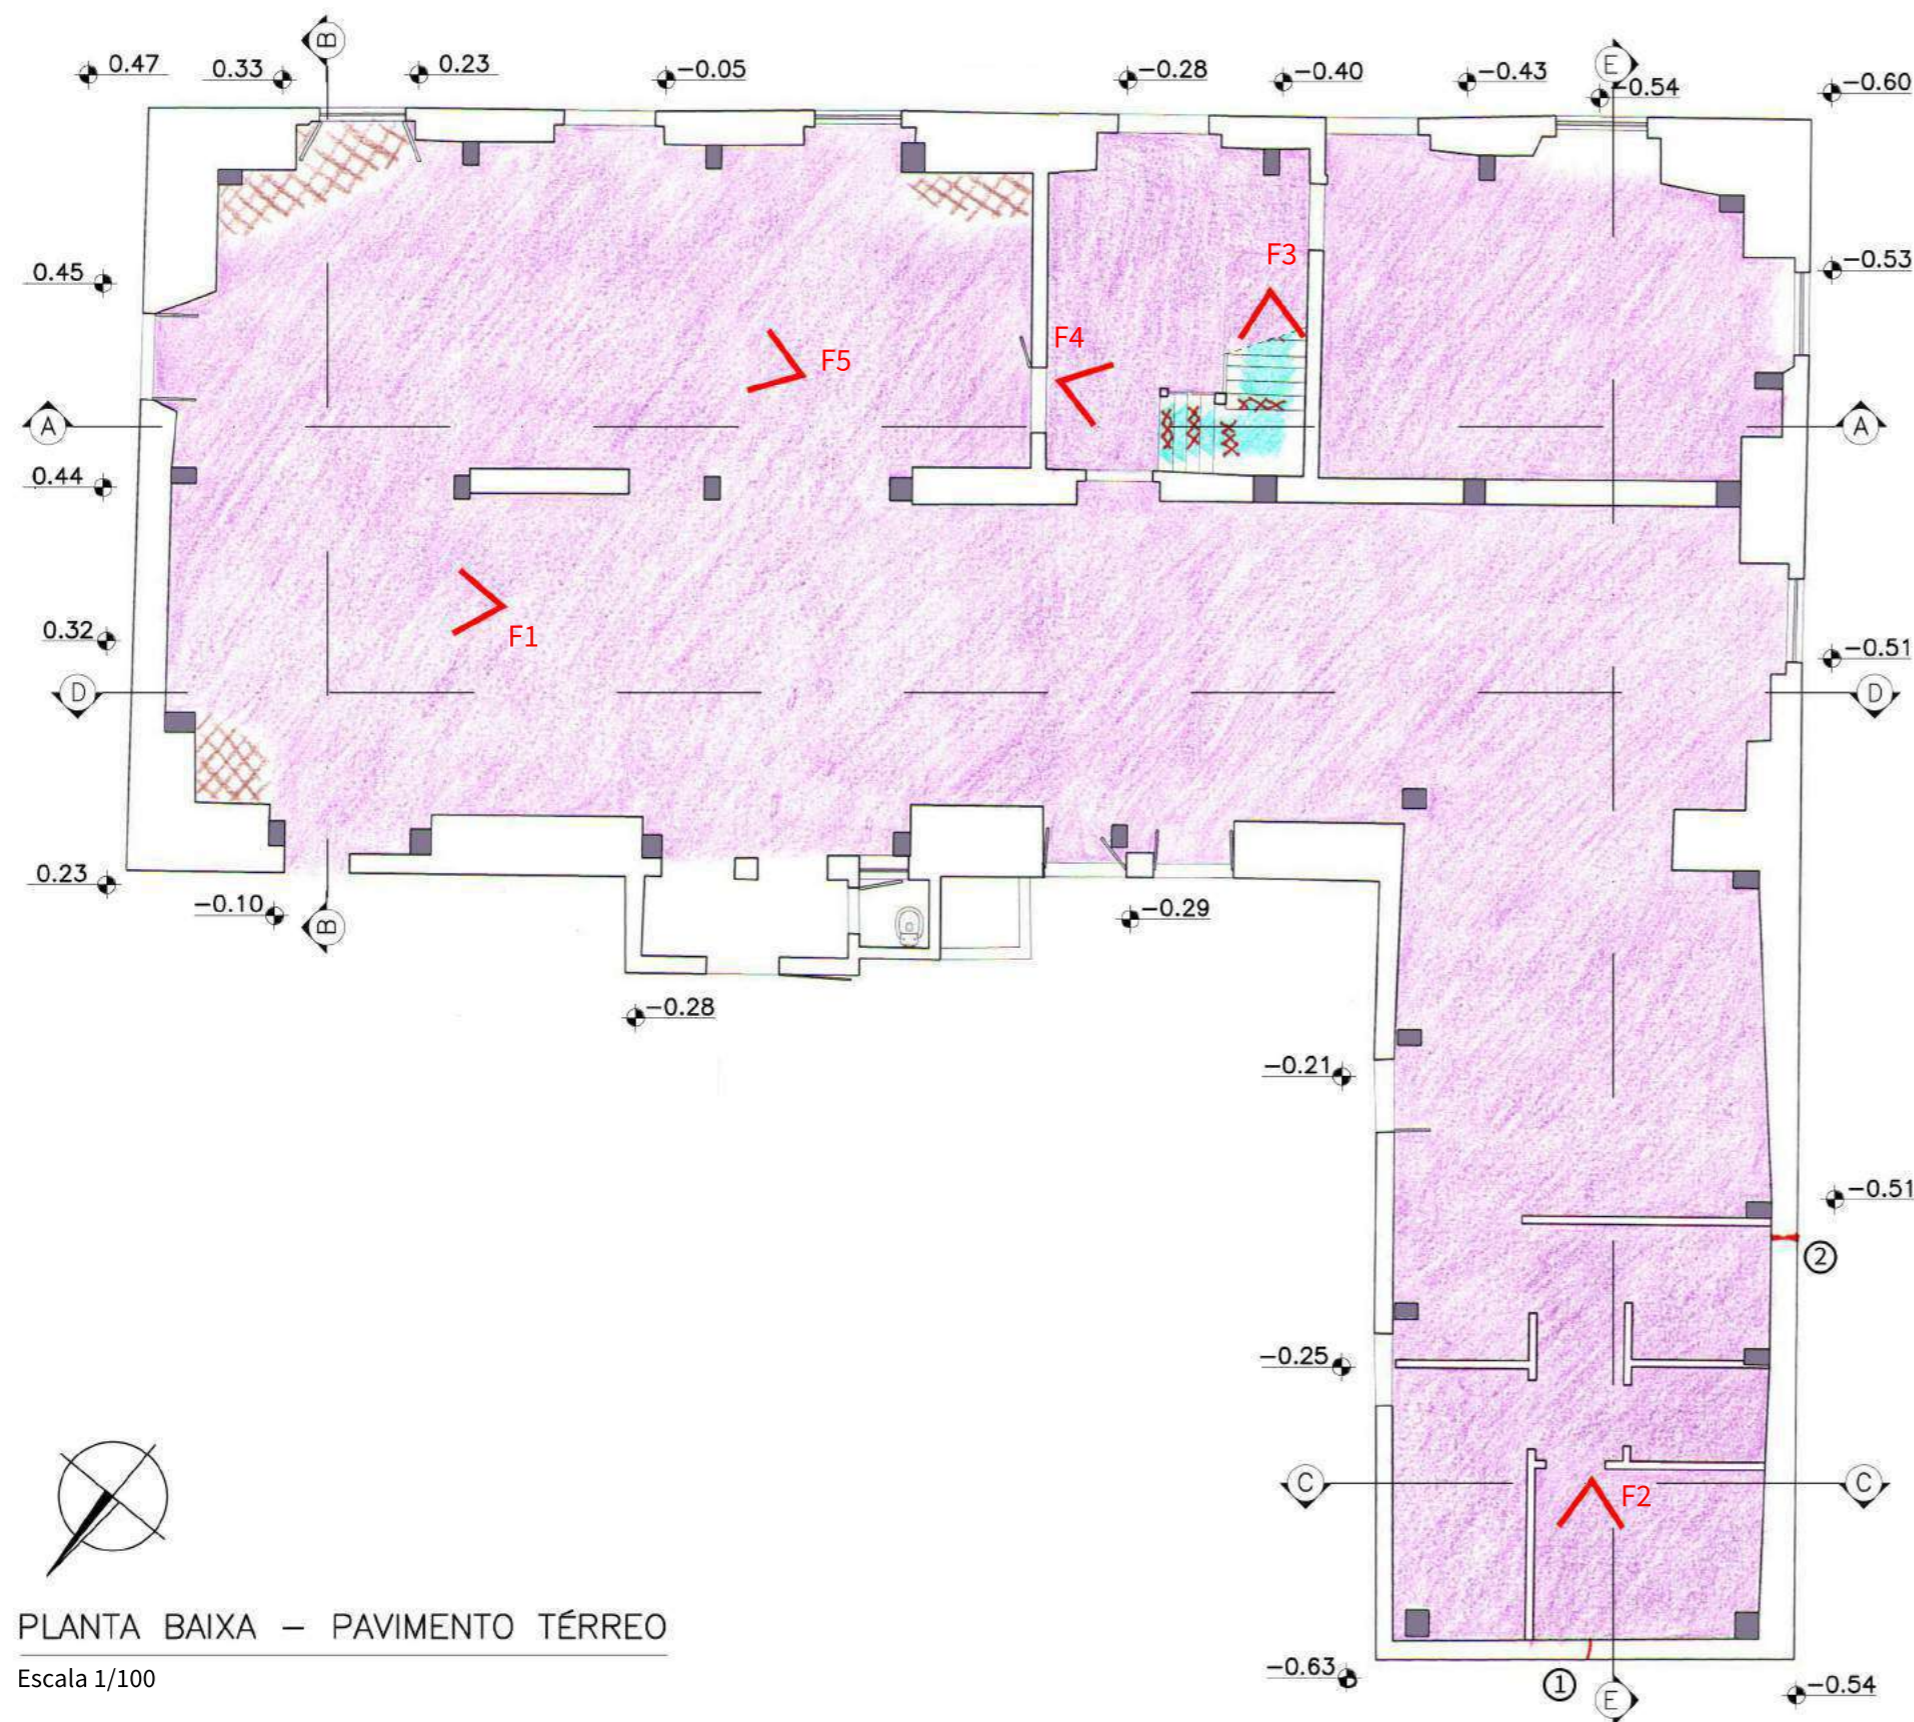 B
E
0.47
0.33
0.23
-0.05
-0.28
-0.40
-0.43
-0.54
-0.60
0.45
F3
-0.53
F5
F4
A
A
0.44
F1
0.32
-0.51
D
D
0.23
-0.10
B
-0.29
-0.28
-0.21
-0.51
2
-0.25
C
C
F2
PLANTA BAIXA – PAVIMENTO TÉRREO
Escala 1/100
-0.63
1
E
-0.54